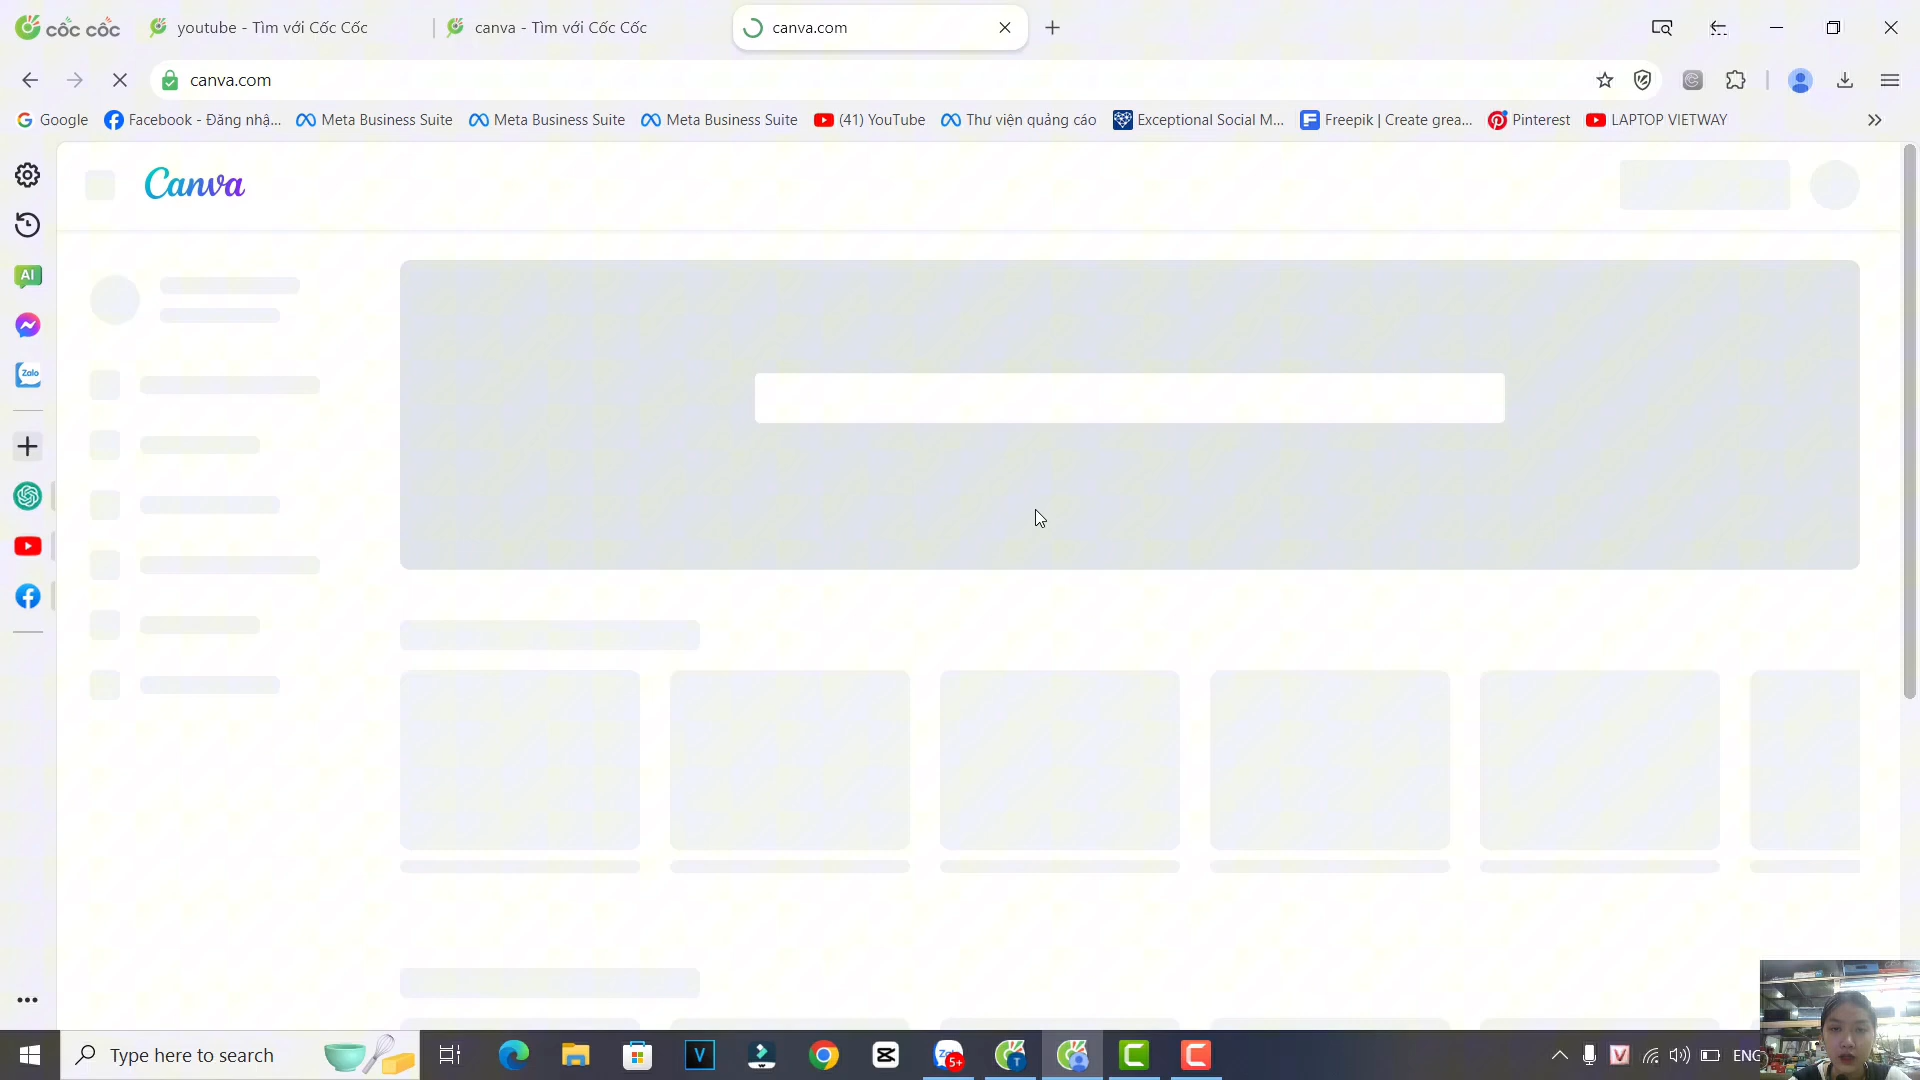 cốc cốc
youtube - Tìm với Cốc Cốc
canva - Tìm với Cốc Cốc
canva.com
canva.com
Google
Facebook - Đăng nhậ...
Meta Business Suite
Meta Business Suite
Meta Business Suite
(41) YouTube
Thư viện quảng cáo
Exceptional Social M...
Freepik | Create grea...
Pinterest
LAPTOP VIETWAY
Canva
AI
Zalo
Type here to search
V
Zalo
5+
T
V
ENG